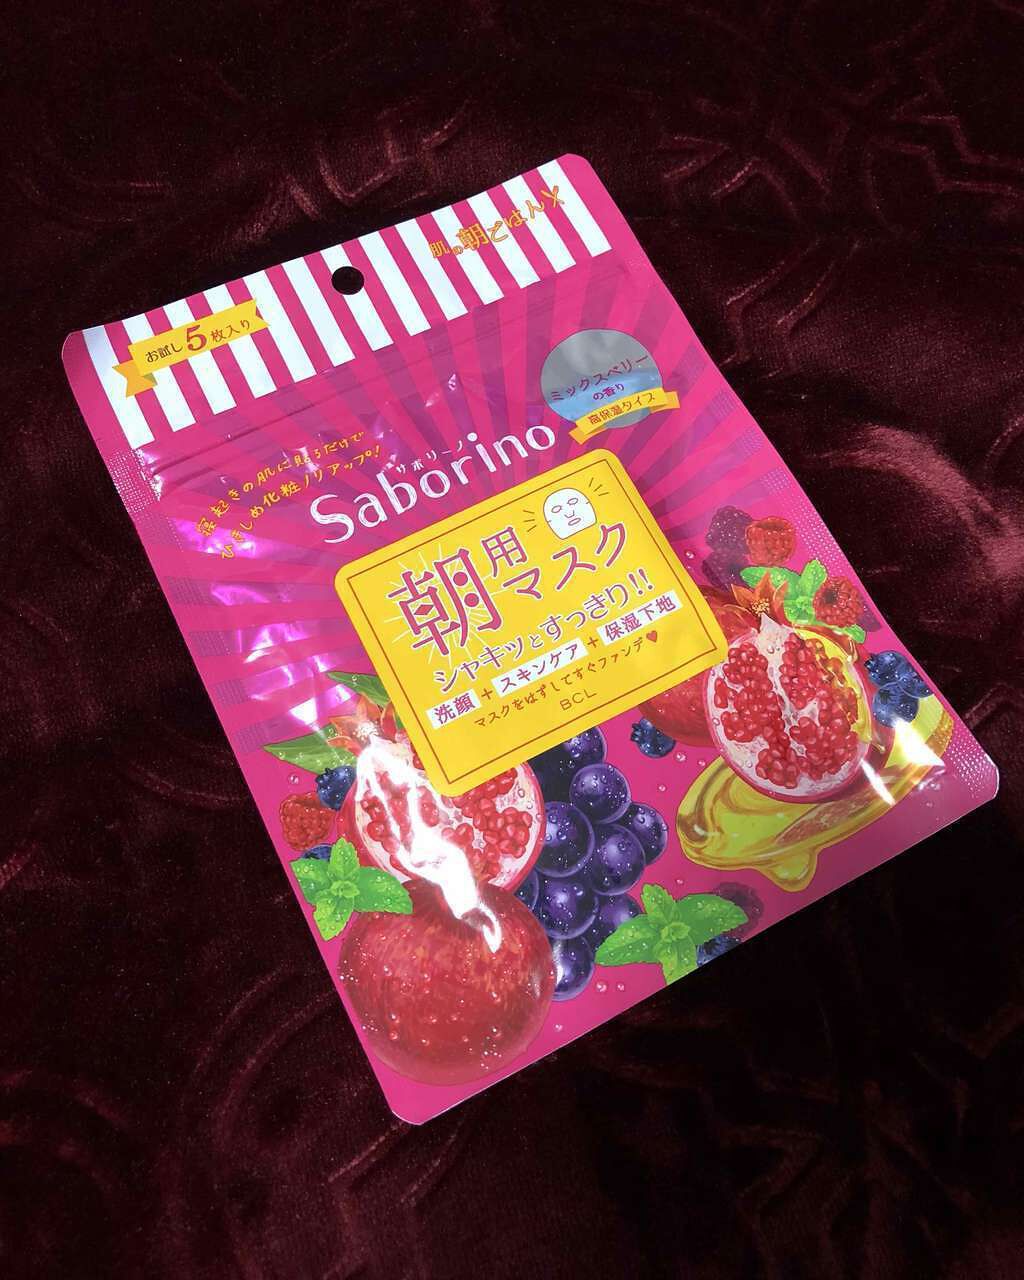 肌の朝ごはん
お試し5枚入り
ミックスベリー
の香り
高保湿タイプ
寝起きの肌に貼るだけで
ひきしめ化粧ノリアップ!
サボリーノ
Saborino
朝用マスク
シャキッとすっきり!!
洗顔+スキンケア+保湿下地
マスクをはずしてすぐファンデ♥
BCL